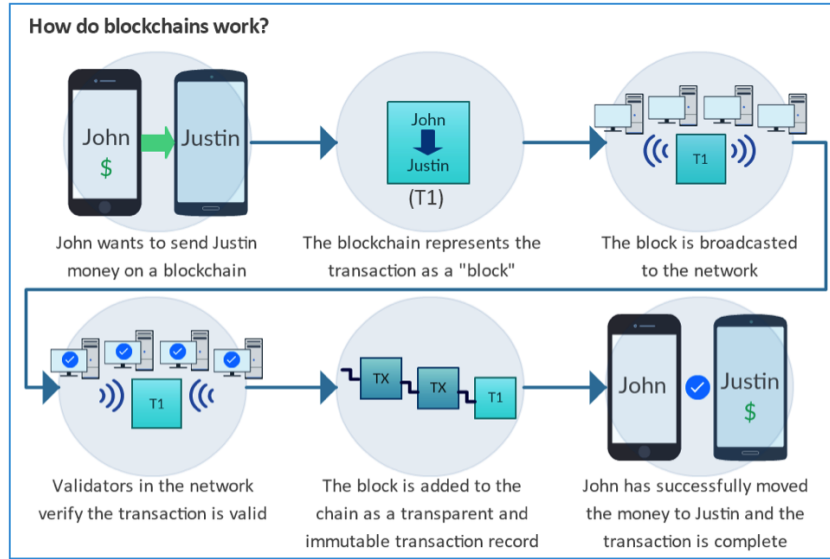 How do blockchains work?
John
$
Justin
John
Justin
(T1)
T1
John wants to send Justin
money on a blockchain
The blockchain represents the
transaction as a "block"
The block is broadcasted
to the network
T1
TX
TX
T1
John
Justin
$
Validators in the network
verify the transaction is valid
The block is added to the
chain as a transparent and
immutable transaction record
John has successfully moved
the money to Justin and the
transaction is complete